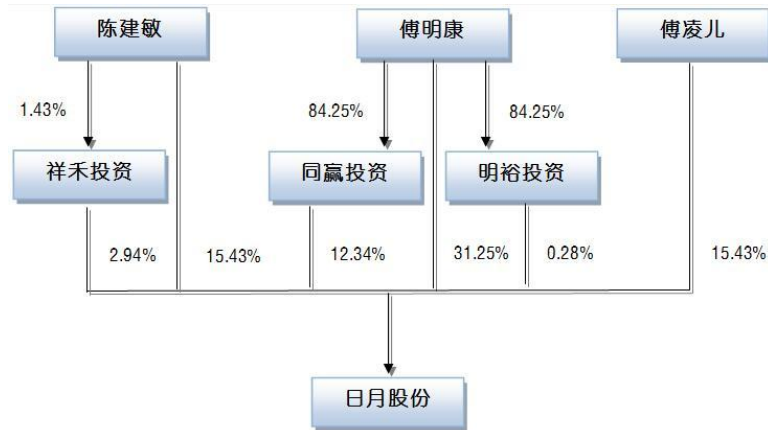 陈建敏
傅明康
傅凌儿
1.43%
84.25%
84.25%
祥禾投资
同赢投资
明裕投资
2.94%
15.43%
12.34%
31.25%
0.28%
15.43%
日月股份